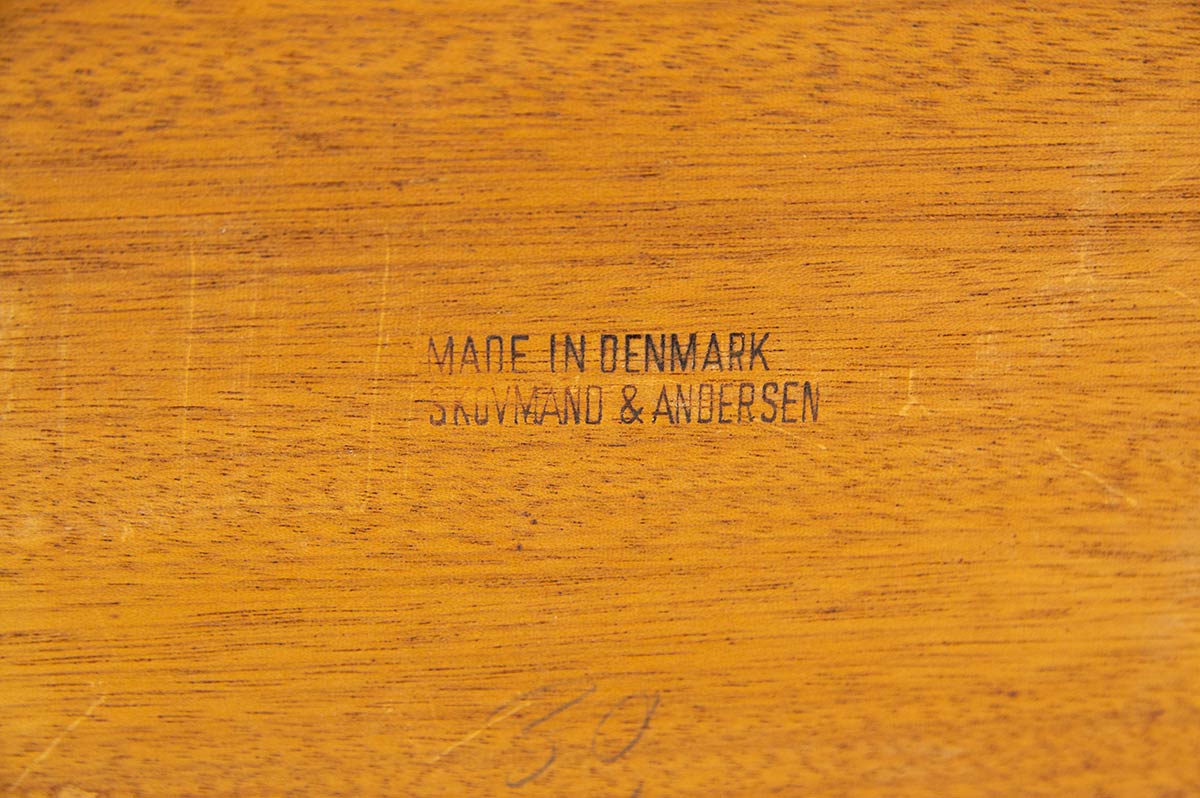 MADE IN DENMARK
SKOVMAND & ANDERSEN
30